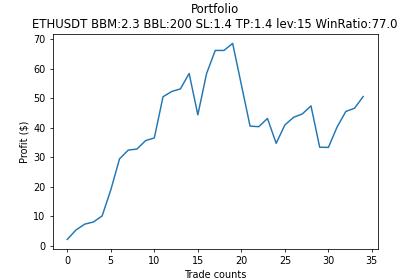 Portfolio
ETHUSDT BBM:2.3 BBL:200 SL:1.4 TP:1.4 lev:15 WinRatio:77.0
70
60
50
40
30
20
10
0
Profit ($)
0 5 10 15 20 25 30 35
Trade counts